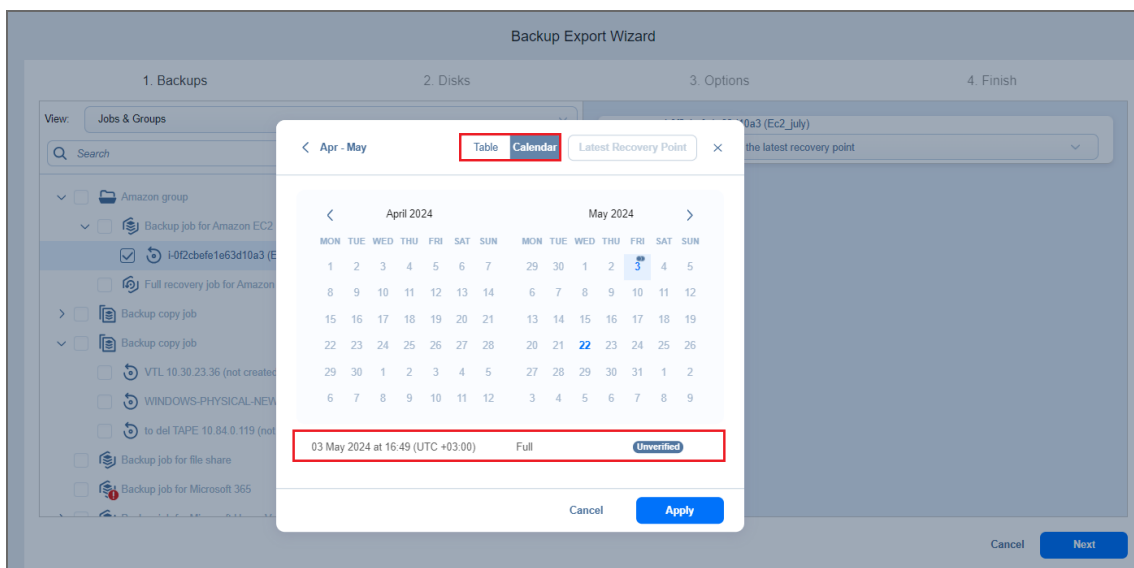 Backup Export Wizard
1. Backups
2. Disks
3. Options
4. Finish
View:
Jobs & Groups
Search
Amazon group
Backup job for Amazon EC2
i-0f2cbefe1e63d10a3 (E
Full recovery job for Amazon
Backup copy job
Backup copy job
VTL 10.30.23.36 (not created
WINDOWS-PHYSICAL-NEW
to del TAPE 10.84.0.119 (not
Backup job for file share
Backup job for Microsoft 365
(Ec2_july)
the latest recovery point
Apr - May
Table
Calendar
Latest Recovery Point
April 2024
MON TUE WED THU FRI SAT SUN
1 2 3 4 5 6 7
8 9 10 11 12 13 14
15 16 17 18 19 20 21
22 23 24 25 26 27 28
29 30 1 2 3 4 5
6 7 8 9 10 11 12
May 2024
MON TUE WED THU FRI SAT SUN
29 30 1 2 3 4 5
6 7 8 9 10 11 12
13 14 15 16 17 18 19
20 21 22 23 24 25 26
27 28 29 30 31 1 2
3 4 5 6 7 8 9
03 May 2024 at 16:49 (UTC +03:00) Full Unverified
Cancel
Apply
Cancel
Next